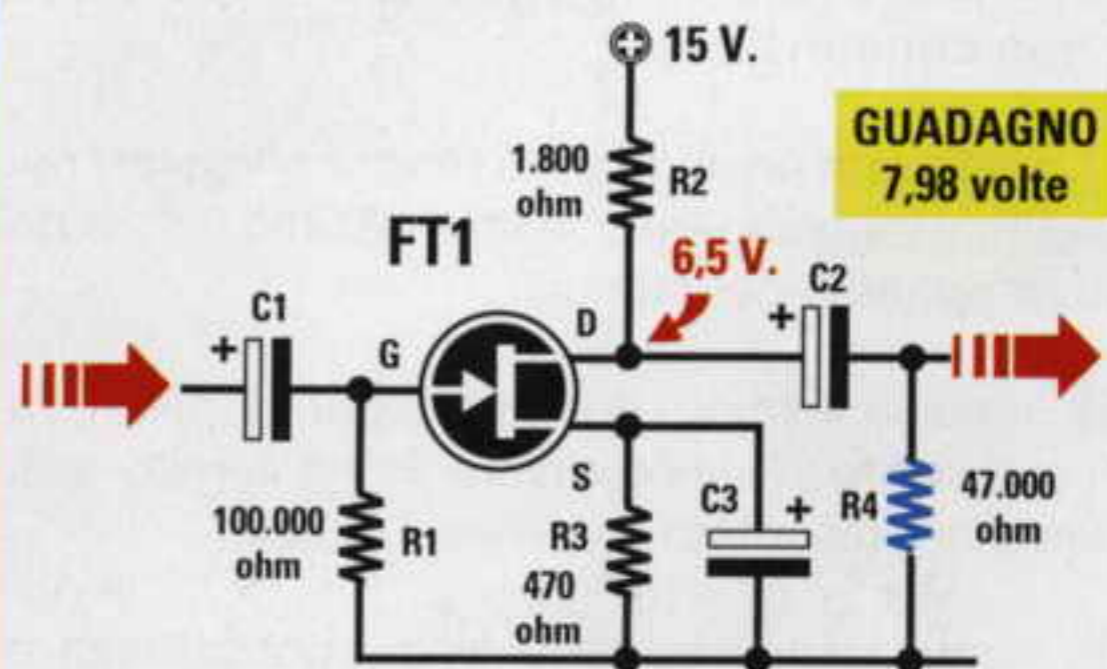 15 V.
GUADAGNO
7,98 volte
1.800
ohm
R2
FT1
6,5 V.
C1
+
G
D
C2
+
S
100.000
ohm
R1
R3
470
ohm
C3
+
R4
47.000
ohm